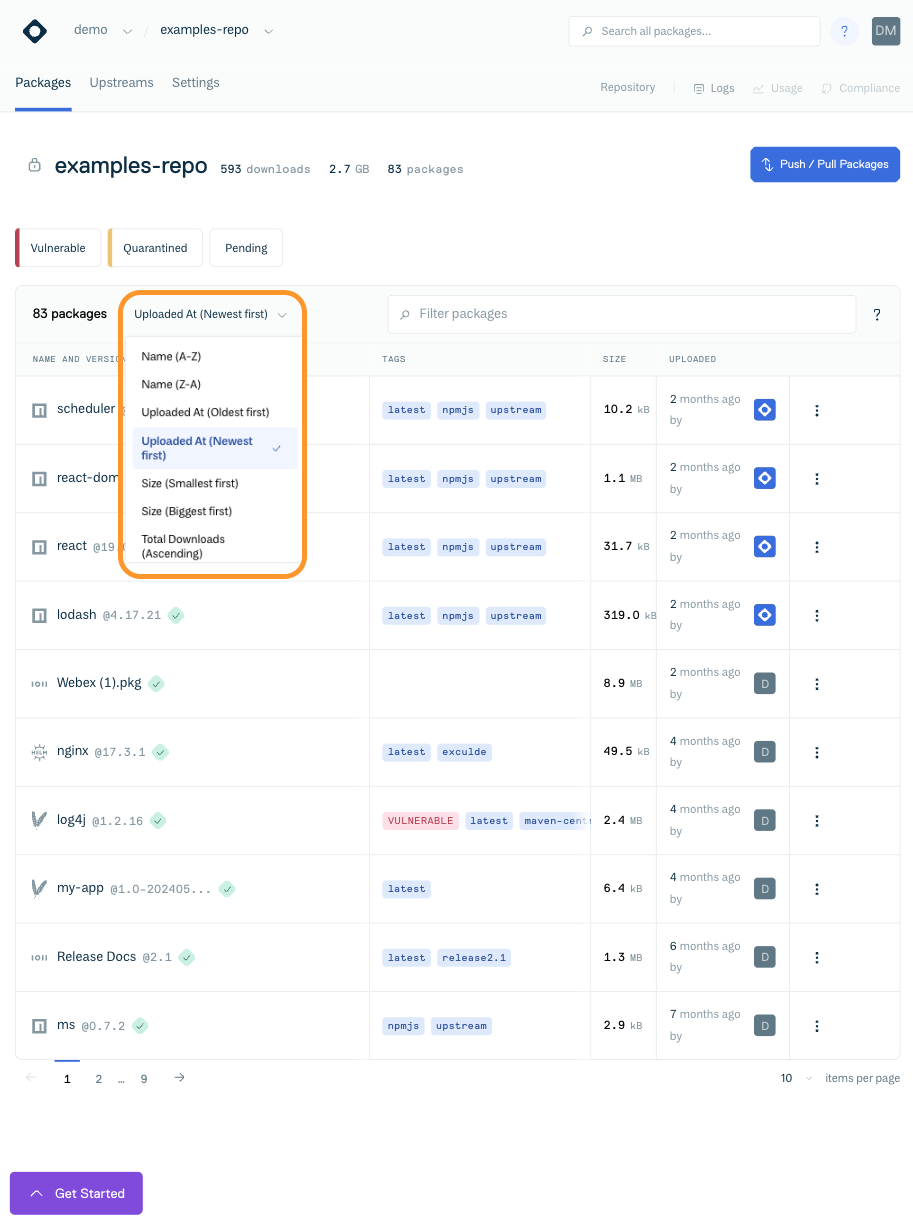 demo / examples-repo
Search all packages...
?
DM
Packages Upstreams Settings
Repository Logs Usage Compliance
examples-repo 593 downloads 2.7 GB 83 packages
Push / Pull Packages
Vulnerable Quarantined Pending
83 packages Uploaded At (Newest first)
Filter packages
?
Name (A-Z)
Name (Z-A)
Uploaded At (Oldest first)
Uploaded At (Newest
first)
Size (Smallest first)
Size (Biggest first)
Total Downloads
(Ascending)
NAME AND TAGS SIZE UPLOADED
scheduler latest npmjs upstream 10.2 kB 2 months ago
by
react-dom latest npmjs upstream 1.1 MB 2 months ago
by
react @19. latest npmjs upstream 31.7 kB 2 months ago
by
lodash @4.17.21 latest npmjs upstream 319.0 kB 2 months ago
by
Webex (1).pkg 8.9 MB 2 months ago
by D
HELM nginx @17.3.1 latest exculde 49.5 kB 4 months ago
by D
log4j @1.2.16 VULNERABLE latest maven-cent 2.4 MB 4 months ago
by D
my-app @1.0-202405... latest 6.4 kB 4 months ago
by D
Release Docs @2.1 latest release2.1 1.3 MB 6 months ago
by D
ms @0.7.2 npmjs upstream 2.9 kB 7 months ago
by D
← 1 2 … 9 →
10 items per page
Get Started